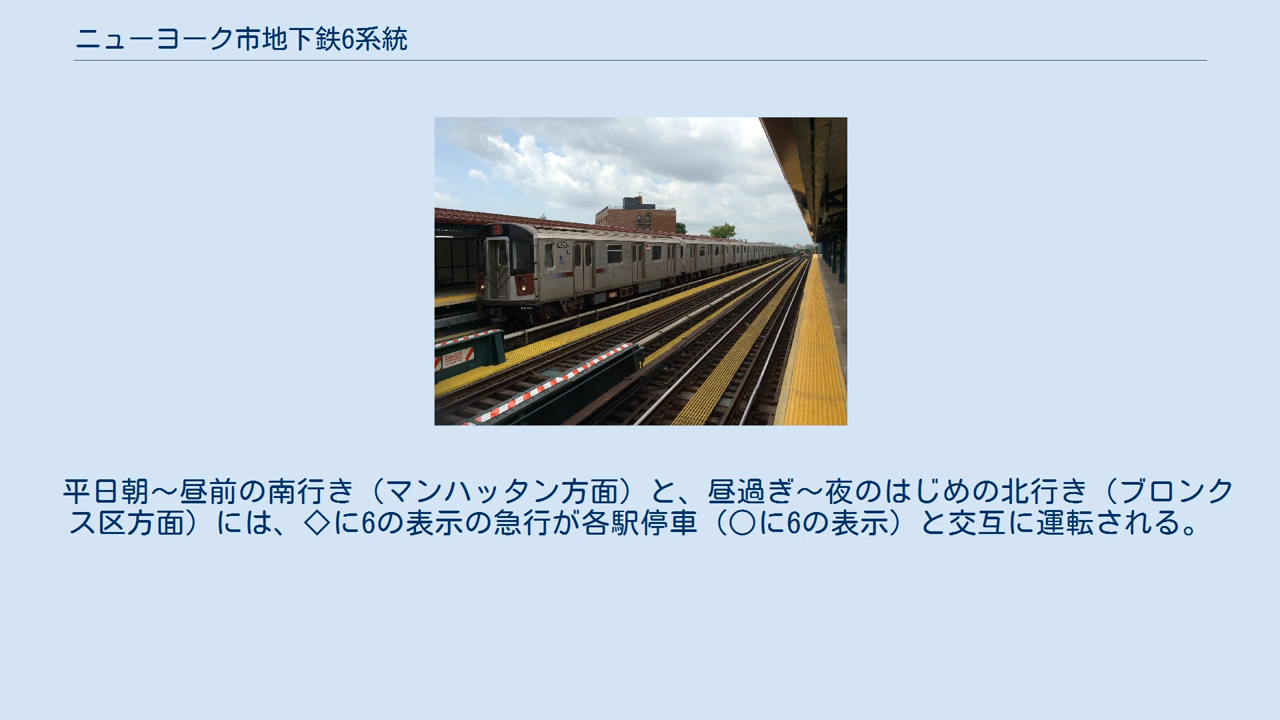 ニューヨーク市地下鉄6系統
平日朝〜昼前の南行き（マンハッタン方面）と、昼過ぎ〜夜のはじめの北行き（ブロンク
ス区方面）には、◇に6の表示の急行が各駅停車（〇に6の表示）と交互に運転される。